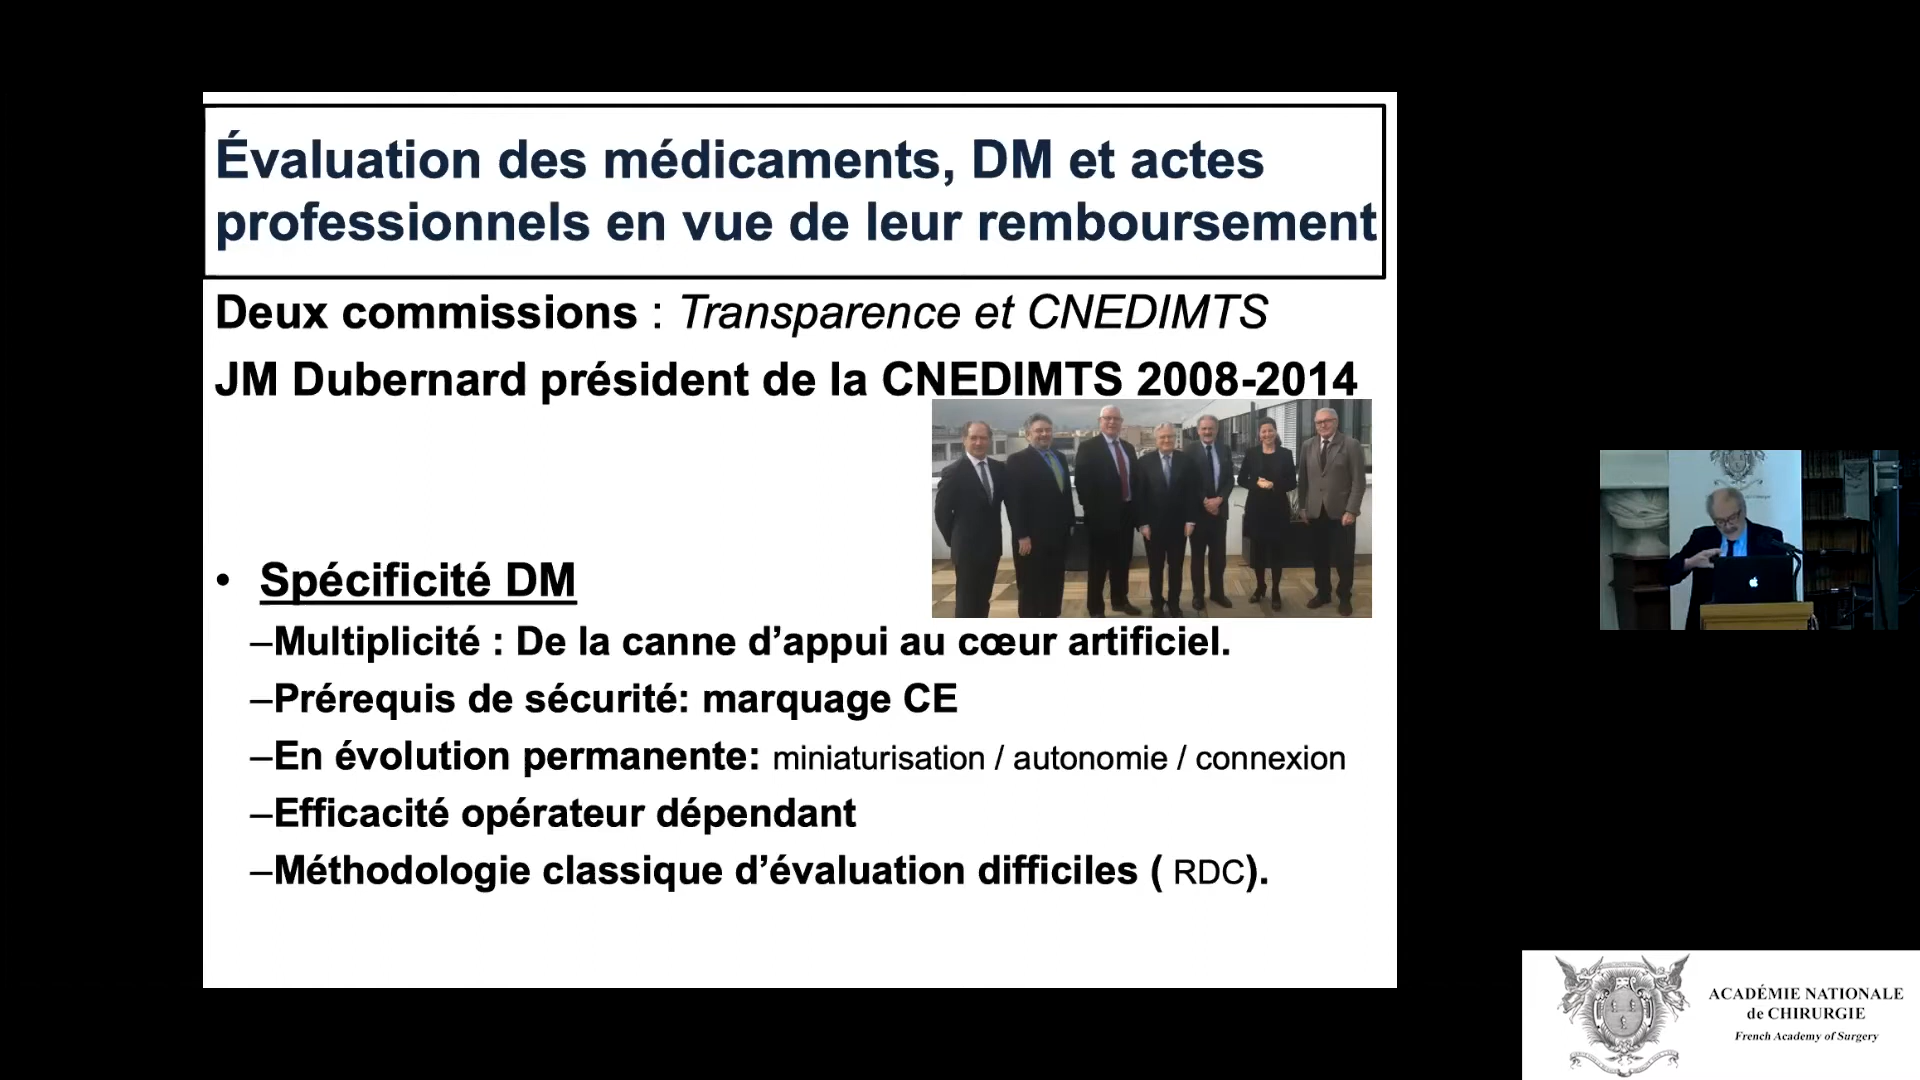 Évaluation des médicaments, DM et actes
professionnels en vue de leur remboursement
Deux commissions : Transparence et CNEDIMTS
JM Dubernard président de la CNEDIMTS 2008-2014
• Spécificité DM
–Multiplicité : De la canne d’appui au cœur artificiel.
–Prérequis de sécurité: marquage CE
–En évolution permanente: miniaturisation / autonomie / connexion
–Efficacité opérateur dépendant
–Méthodologie classique d’évaluation difficiles ( RDC).
ACADÉMIE NATIONALE
de CHIRURGIE
French Academy of Surgery